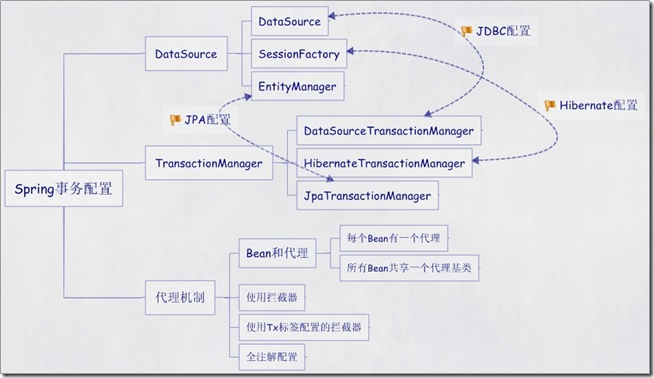 DataSource
JDBC配置
DataSource
SessionFactory
EntityManager
Hibernate配置
JPA配置
DataSourceTransactionManager
TransactionManager
HibernateTransactionManager
JpaTransactionManager
Spring事务配置
Bean和代理
每个Bean有一个代理
所有Bean共享一个代理基类
代理机制
使用拦截器
使用Tx标签配置的拦截器
全注解配置